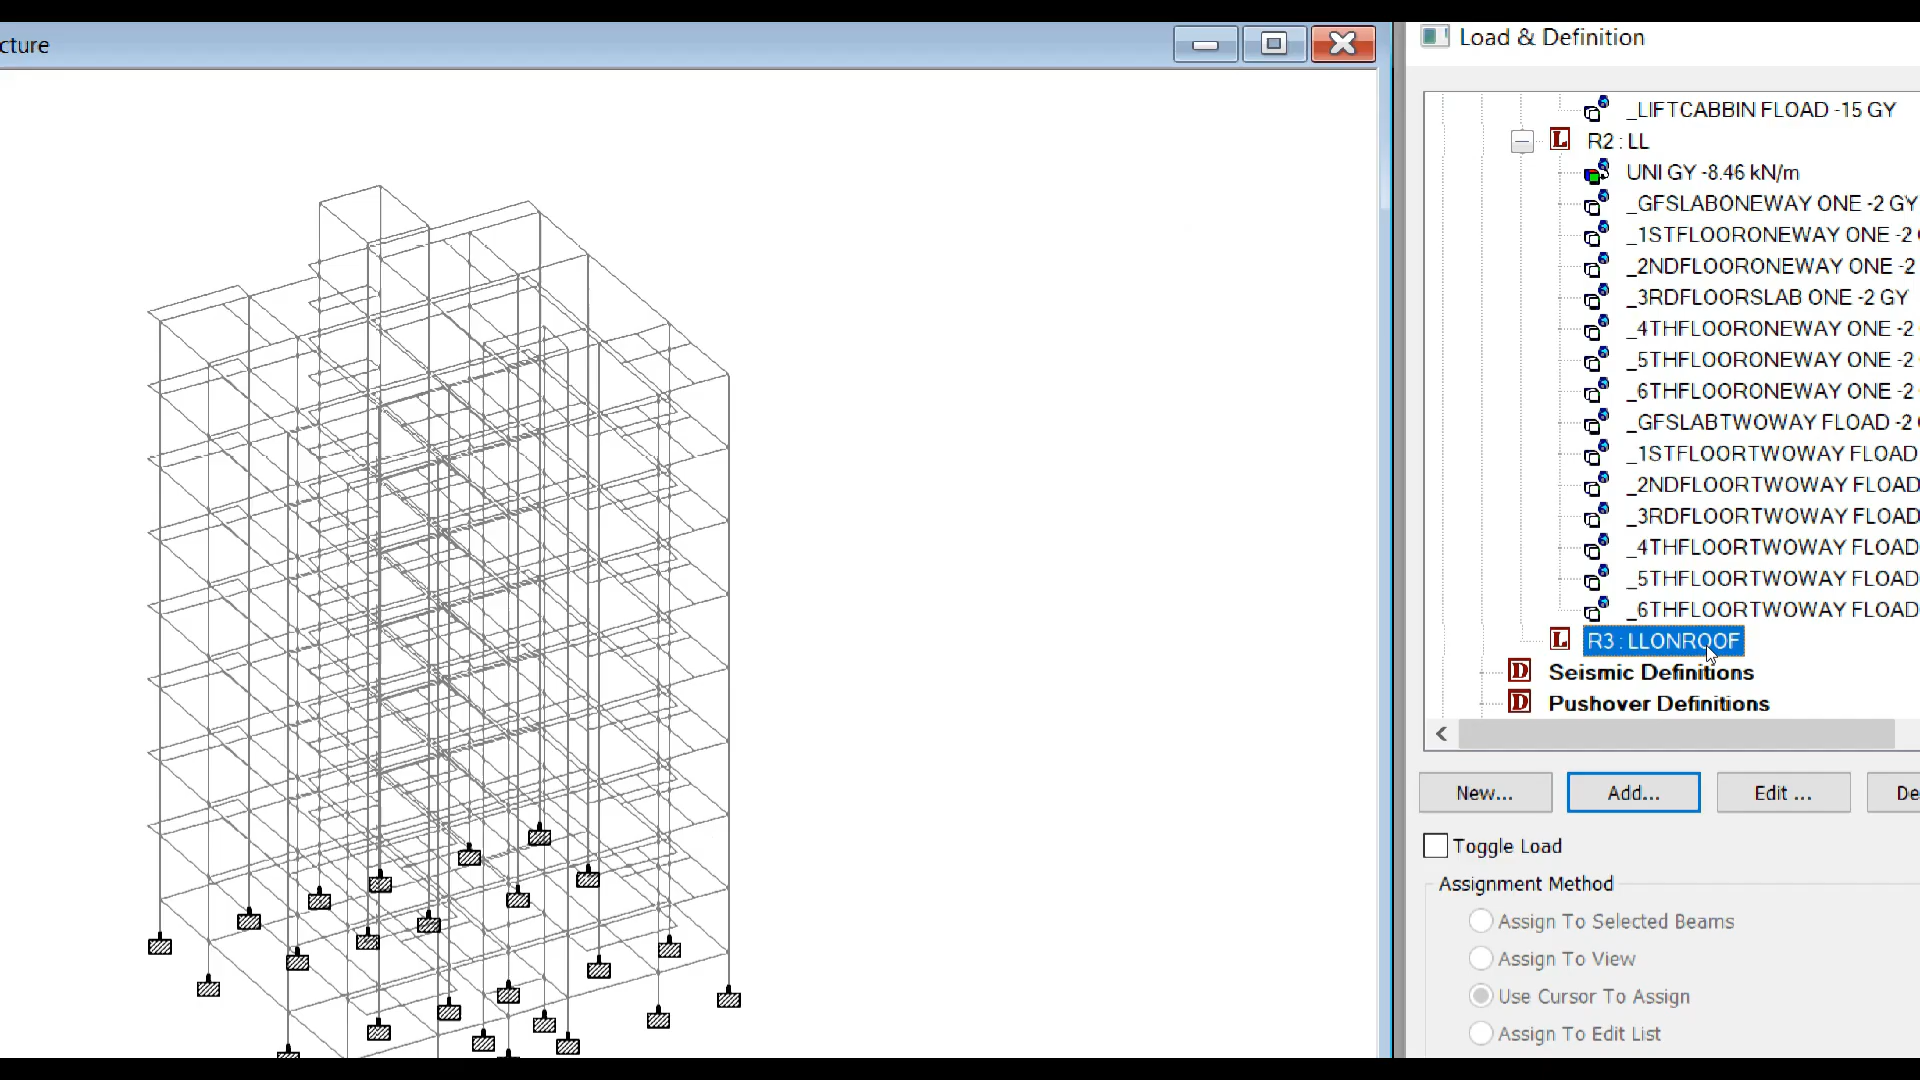 cture
Load & Definition
_LIFTCABBIN FLOAD -15 GY
L R2 : LL
UNI GY -8.46 kN/m
_GFSLABONEWAY ONE -2 GY
_1STFLOORONEWAY ONE -2
_2NDFLOORONEWAY ONE -2
_3RDFLOORSLAB ONE -2 GY
_4THFLOORONEWAY ONE -2
_5THFLOORONEWAY ONE -2
_6THFLOORONEWAY ONE -2
_GFSLABTWOWAY FLOAD -2
_1STFLOORTWOWAY FLOAD
_2NDFLOORTWOWAY FLOAD
_3RDFLOORTWOWAY FLOAD
_4THFLOORTWOWAY FLOAD
_5THFLOORTWOWAY FLOAD
_6THFLOORTWOWAY FLOAD
L R3 : LLONROOF
D Seismic Definitions
D Pushover Definitions
New... Add... Edit ... De
Toggle Load
Assignment Method
Assign To Selected Beams
Assign To View
Use Cursor To Assign
Assign To Edit List